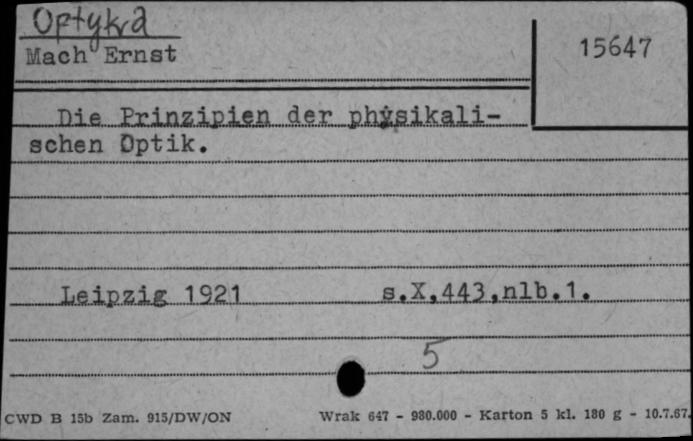 Optyka
Mach Ernst
15647
Die Prinzipien der physikali-
schen Optik.
Leipzig 1921 s.X,443,nlb.1.
5
CWD B 15b Zam. 915/DW/ON Wrak 647 - 980.000 - Karton 5 kl. 180 g - 10.7.67.